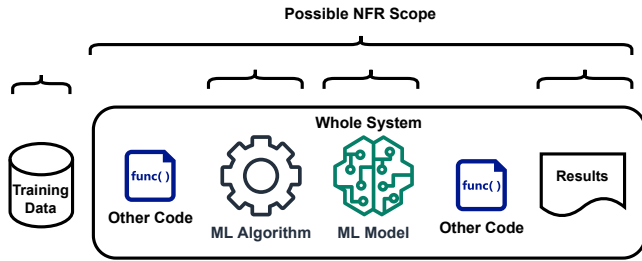 Possible NFR Scope
Whole System
Training
Data
func( )
Other Code
ML Algorithm
ML Model
func( )
Other Code
Results